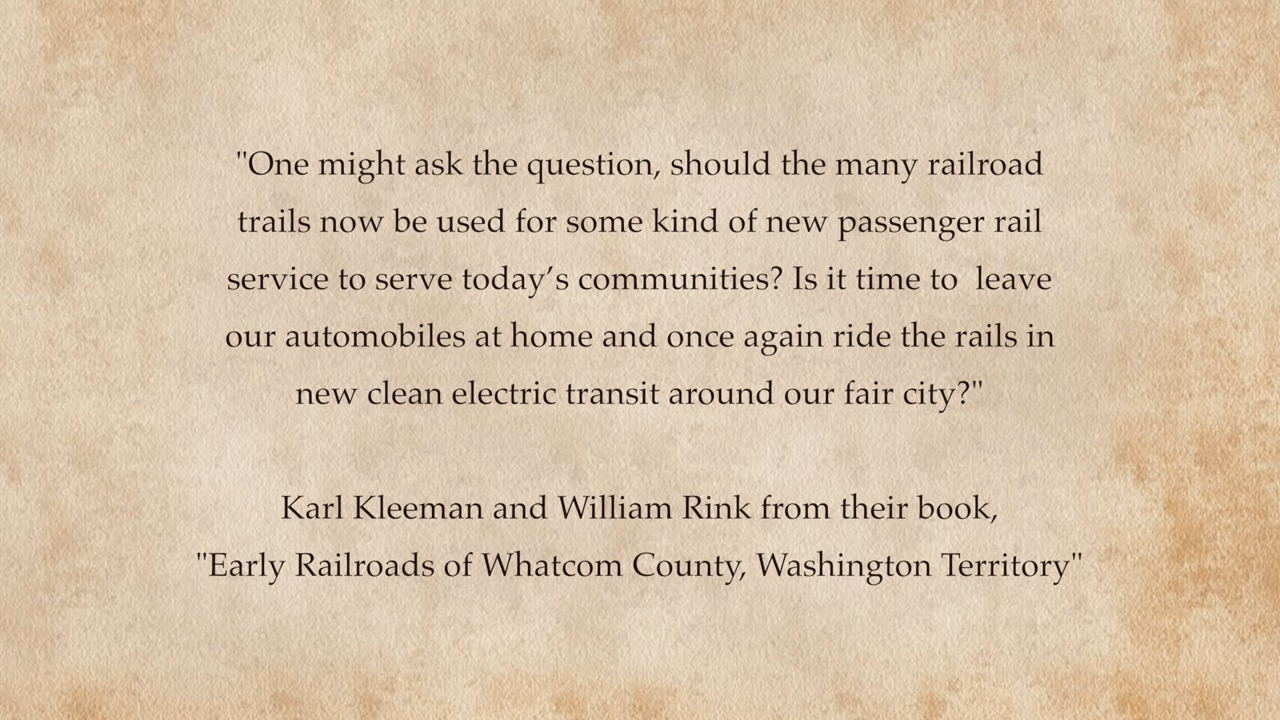 "One might ask the question, should the many railroad
trails now be used for some kind of new passenger rail
service to serve today’s communities? Is it time to  leave
our automobiles at home and once again ride the rails in
new clean electric transit around our fair city?"
Karl Kleeman and William Rink from their book,
"Early Railroads of Whatcom County, Washington Territory"